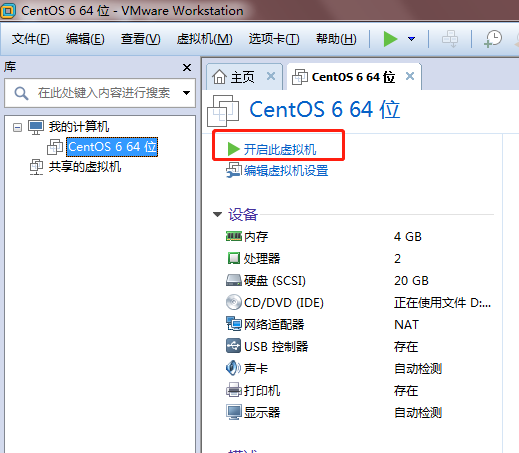 CentOS 6 64 位 - VMware Workstation
文件(F) 编辑(E) 查看(V) 虚拟机(M) 选项卡(T) 帮助(H)
库
在此处键入内容进行搜索
我的计算机
CentOS 6 64 位
共享的虚拟机
主页 CentOS 6 64 位
CentOS 6 64 位
开启此虚拟机
编辑虚拟机设置
设备
内存 4 GB
处理器 2
硬盘 (SCSI) 20 GB
CD/DVD (IDE) 正在使用文件 D:...
网络适配器 NAT
USB 控制器 存在
声卡 自动检测
打印机 存在
显示器 自动检测